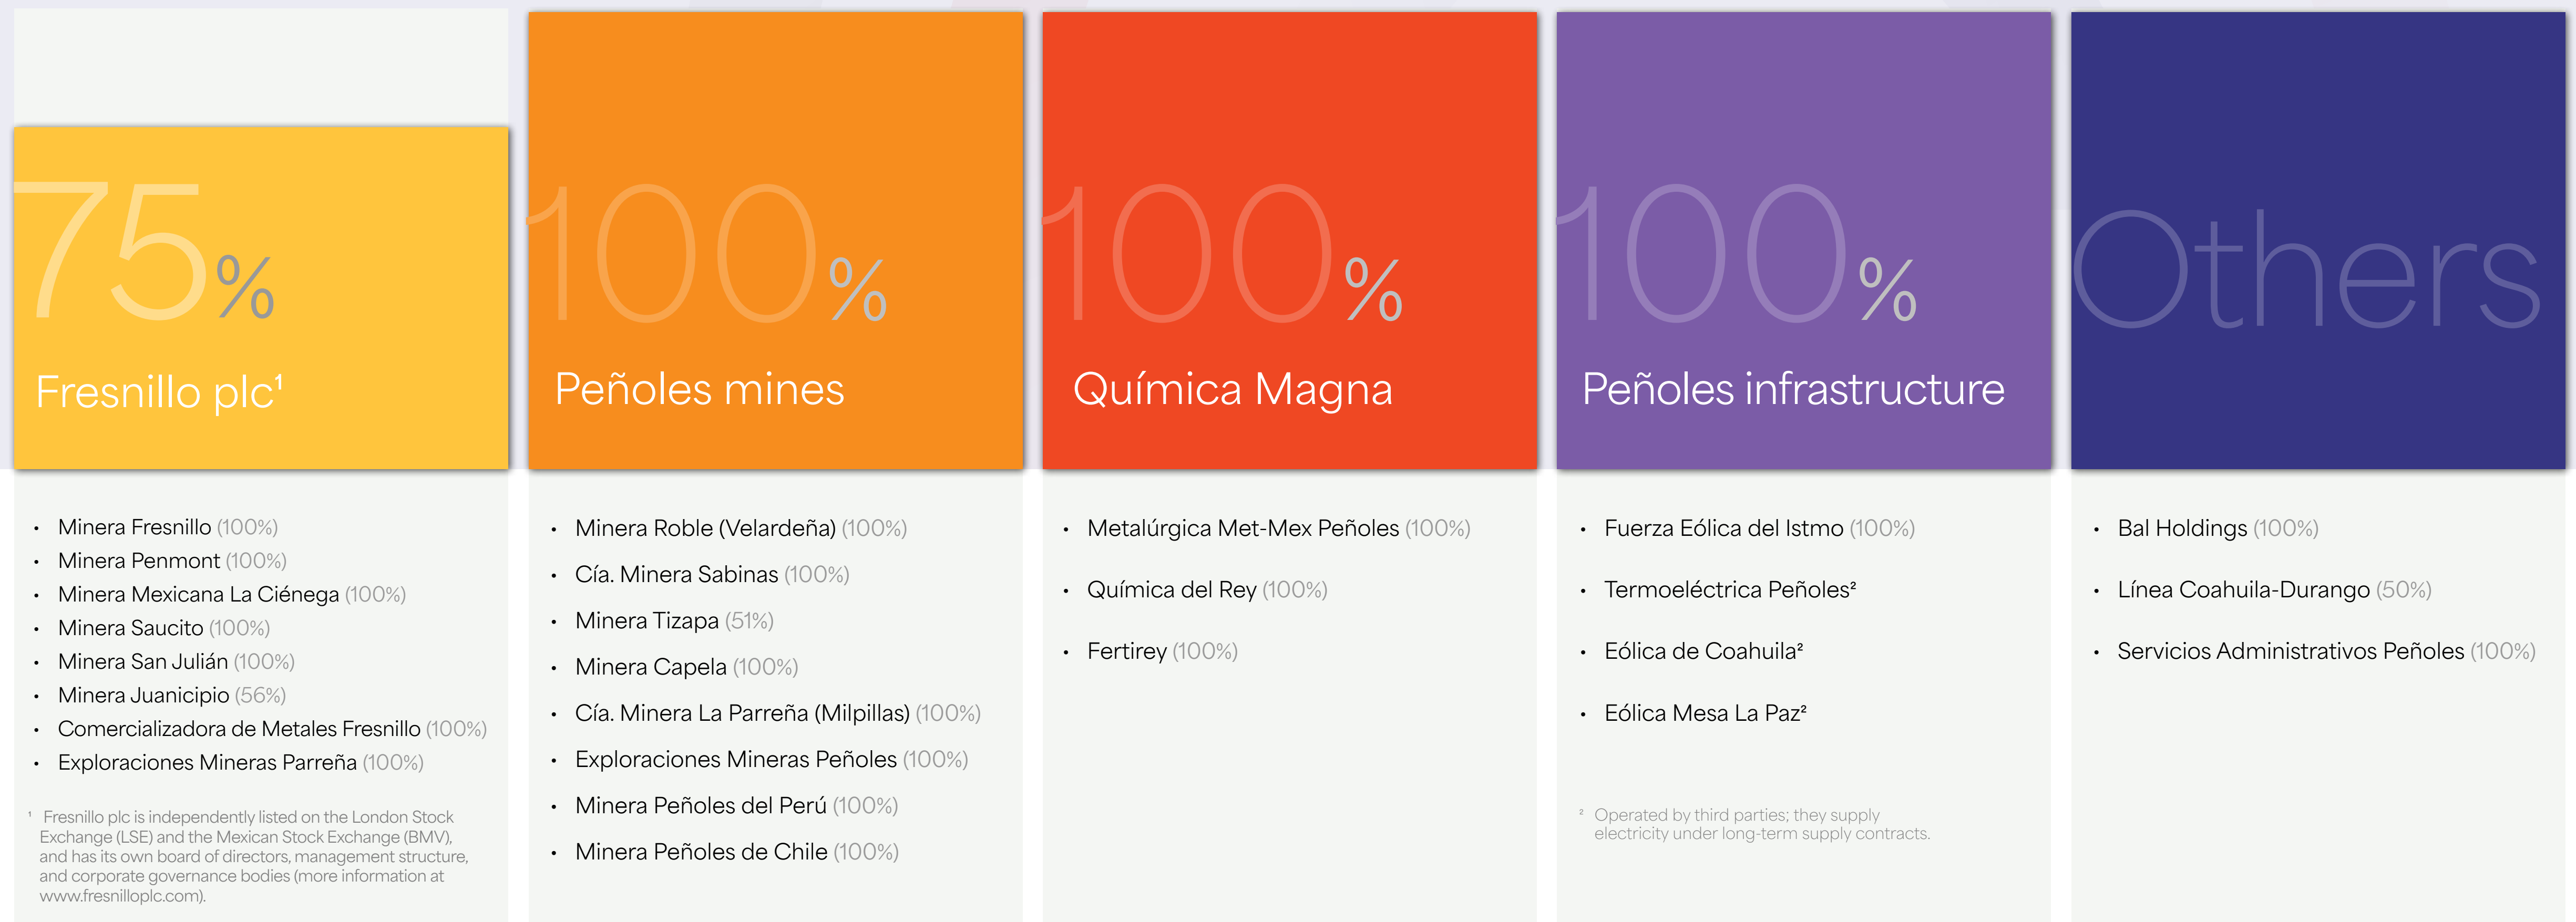 75%
Fresnillo plc¹
• Minera Fresnillo (100%)
• Minera Penmont (100%)
• Minera Mexicana La Ciénega (100%)
• Minera Saucito (100%)
• Minera San Julián (100%)
• Minera Juanicipio (56%)
• Comercializadora de Metales Fresnillo (100%)
• Exploraciones Mineras Parreña (100%)
¹ Fresnillo plc is independently listed on the London Stock
Exchange (LSE) and the Mexican Stock Exchange (BMV),
and has its own board of directors, management structure,
and corporate governance bodies (more information at
www.fresnilloplc.com).
100%
Peñoles mines
• Minera Roble (Velardeña) (100%)
• Cía. Minera Sabinas (100%)
• Minera Tizapa (51%)
• Minera Capela (100%)
• Cía. Minera La Parreña (Milpillas) (100%)
• Exploraciones Mineras Peñoles (100%)
• Minera Peñoles del Perú (100%)
• Minera Peñoles de Chile (100%)
100%
Química Magna
• Metalúrgica Met-Mex Peñoles (100%)
• Química del Rey (100%)
• Fertirey (100%)
100%
Peñoles infrastructure
• Fuerza Eólica del Istmo (100%)
• Termoeléctrica Peñoles²
• Eólica de Coahuila²
• Eólica Mesa La Paz²
² Operated by third parties; they supply
electricity under long-term supply contracts.
Others
• Bal Holdings (100%)
• Línea Coahuila-Durango (50%)
• Servicios Administrativos Peñoles (100%)